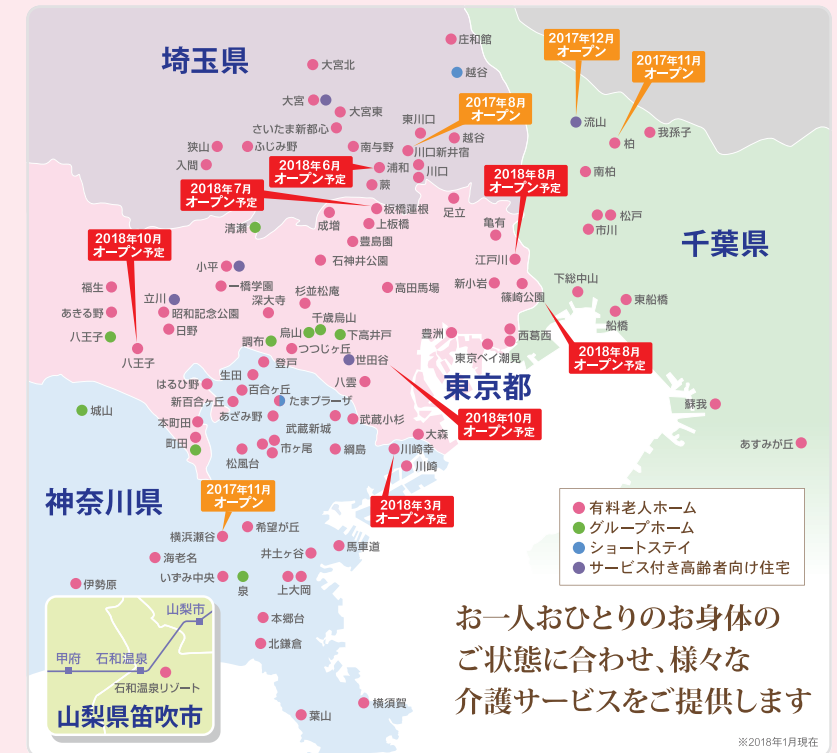 埼玉県
庄和館
越谷
2017年12月
オープン
2017年11月
オープン
大宮北
大宮
大宮東
さいたま新都心
2017年8月
オープン
東川口
越谷
流山
柏
我孫子
狭山
ふじみ野
南与野
川口新井宿
入間
2018年6月
オープン予定
浦和
川口
蕨
2018年8月
オープン予定
南柏
2018年7月
オープン予定
板橋蓮根
足立
成増
上板橋
亀有
松戸
市川
清瀬
豊島園
千葉県
2018年10月
オープン予定
小平
石神井公園
江戸川
福生
一橋学園
高田馬場
新小岩
篠崎公園
下総中山
立川
深大寺
杉並松庵
東船橋
あきる野
昭和記念公園
千歳烏山
船橋
日野
烏山
下高井戸
豊洲
西葛西
八王子
調布
つつじヶ丘
東京ベイ潮見
2018年8月
オープン予定
八王子
登戸
世田谷
生田
八雲
東京都
はるひ野
百合ヶ丘
新百合ヶ丘
たまプラーザ
蘇我
城山
あざみ野
武蔵小杉
2018年10月
オープン予定
本町田
武蔵新城
大森
あすみが丘
町田
市ヶ尾
綱島
川崎幸
松風台
川崎
神奈川県
2017年11月
オープン
2018年3月
オープン予定
横浜瀬谷
希望が丘
馬車道
海老名
井土ヶ谷
いずみ中央
泉
上大岡
伊勢原
本郷台
北鎌倉
横須賀
葉山
有料老人ホーム
グループホーム
ショートステイ
サービス付き高齢者向け住宅
山梨市
甲府
石和温泉
石和温泉リゾート
山梨県笛吹市
お一人おひとりのお身体の
ご状態に合わせ、様々な
介護サービスをご提供します
※2018年1月現在